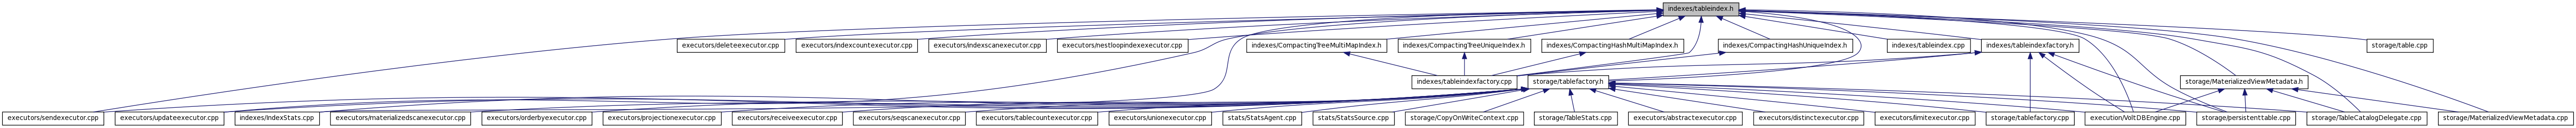 indexes/tableindex.h
executors/deleteexecutor.cpp
executors/indexcountexecutor.cpp
executors/indexscanexecutor.cpp
executors/nestloopindexexecutor.cpp
indexes/CompactingTreeMultiMapIndex.h
indexes/CompactingTreeUniqueIndex.h
indexes/CompactingHashMultiMapIndex.h
indexes/CompactingHashUniqueIndex.h
indexes/tableindex.cpp
indexes/tableindexfactory.h
storage/table.cpp
indexes/tableindexfactory.cpp
storage/tablefactory.h
storage/MaterializedViewMetadata.h
executors/sendexecutor.cpp
executors/updateexecutor.cpp
indexes/IndexStats.cpp
executors/materializedscanexecutor.cpp
executors/orderbyexecutor.cpp
executors/projectionexecutor.cpp
executors/receiveexecutor.cpp
executors/seqscanexecutor.cpp
executors/tablecountexecutor.cpp
executors/unionexecutor.cpp
stats/StatsAgent.cpp
stats/StatsSource.cpp
storage/CopyOnWriteContext.cpp
storage/TableStats.cpp
executors/abstractexecutor.cpp
executors/distinctexecutor.cpp
executors/limitexecutor.cpp
storage/tablefactory.cpp
execution/VoltDBEngine.cpp
storage/persistenttable.cpp
storage/TableCatalogDelegate.cpp
storage/MaterializedViewMetadata.cpp